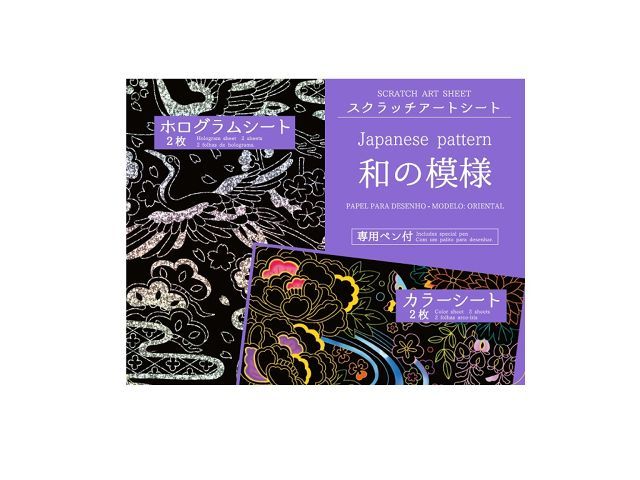 SCRATCH ART SHEET
スクラッチアートシート
Japanese pattern
和の模様
PAPEL PARA DESENHO・MODELO: ORIENTAL
専用ペン付
Includes special pen
Com um palito para desenhar.
ホログラムシート
2枚
Hologram sheet 2 sheets
2 folhas de holograma.
カラーシート
2枚
Color sheet 2 sheets
2 folhas arco-íris